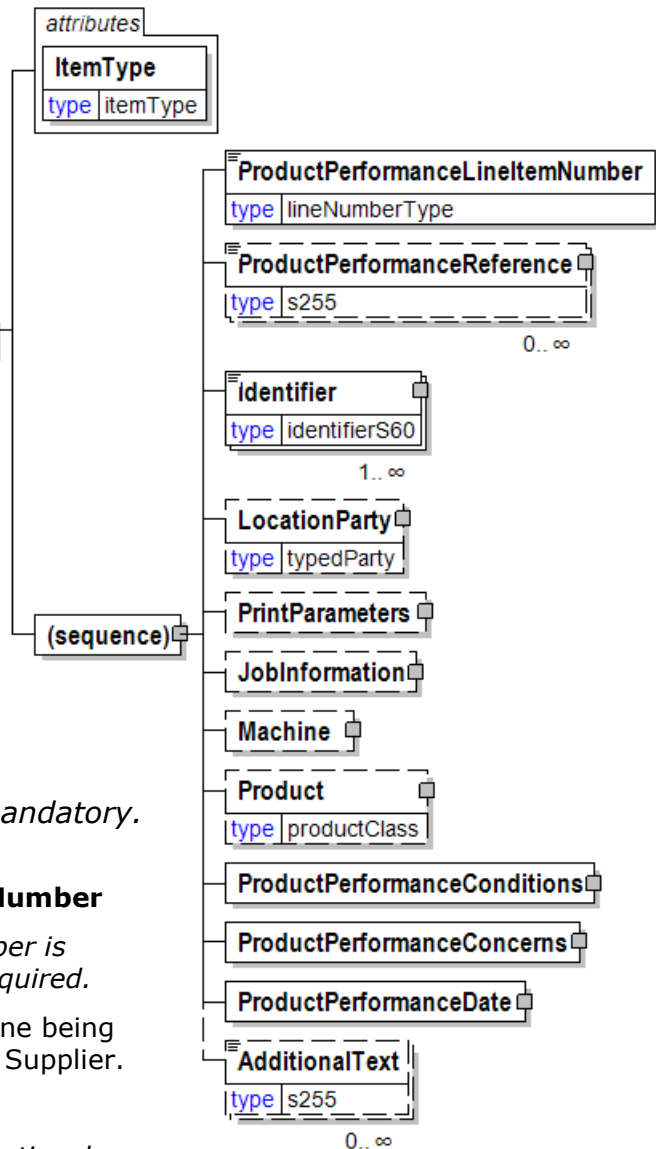 attributes
ItemType
type itemType
ProductPerformanceLineItemNumber
type lineNumberType
ProductPerformanceReference
type s255
0.. ∞
Identifier
type identifierS60
1.. ∞
LocationParty
type typedParty
PrintParameters
(sequence)
JobInformation
Machine
Product
type productClass
andatory.
ProductPerformanceConditions
Number
ProductPerformanceConcerns
per is
quired.
ProductPerformanceDate
ne being
Supplier.
AdditionalText
type s255
0.. ∞